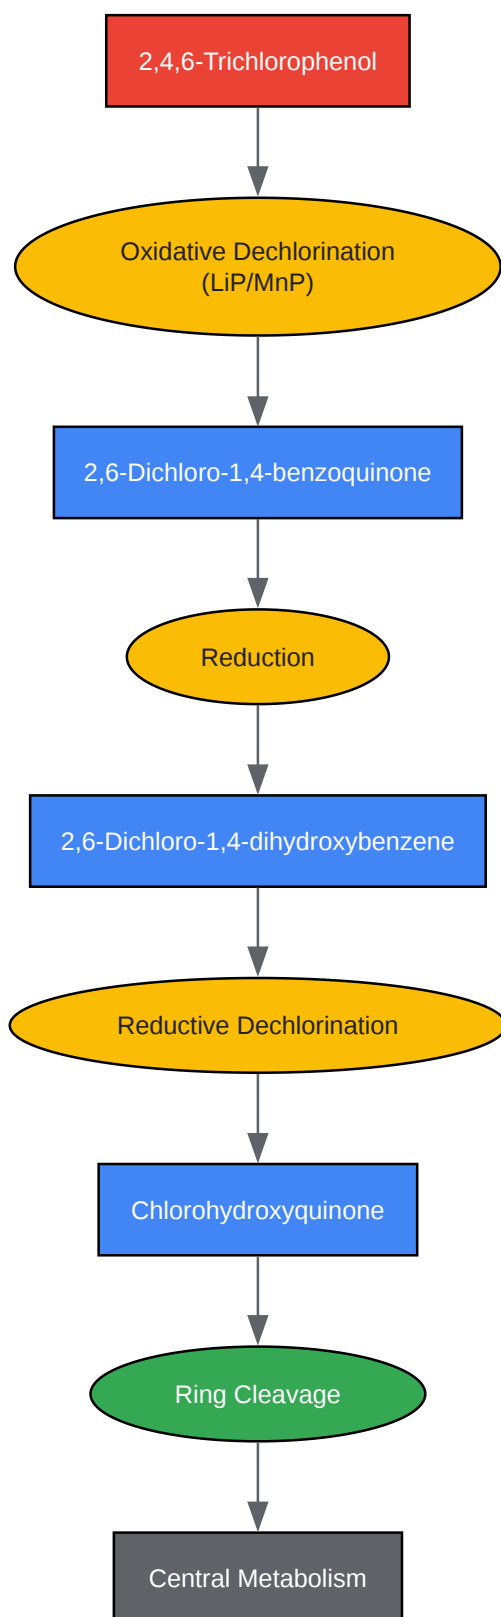 2,4,6-Trichlorophenol
Oxidative Dechlorination
(LiP/MnP)
2,6-Dichloro-1,4-benzoquinone
Reduction
2,6-Dichloro-1,4-dihydroxybenzene
Reductive Dechlorination
Chlorohydroxyquinone
Ring Cleavage
Central Metabolism